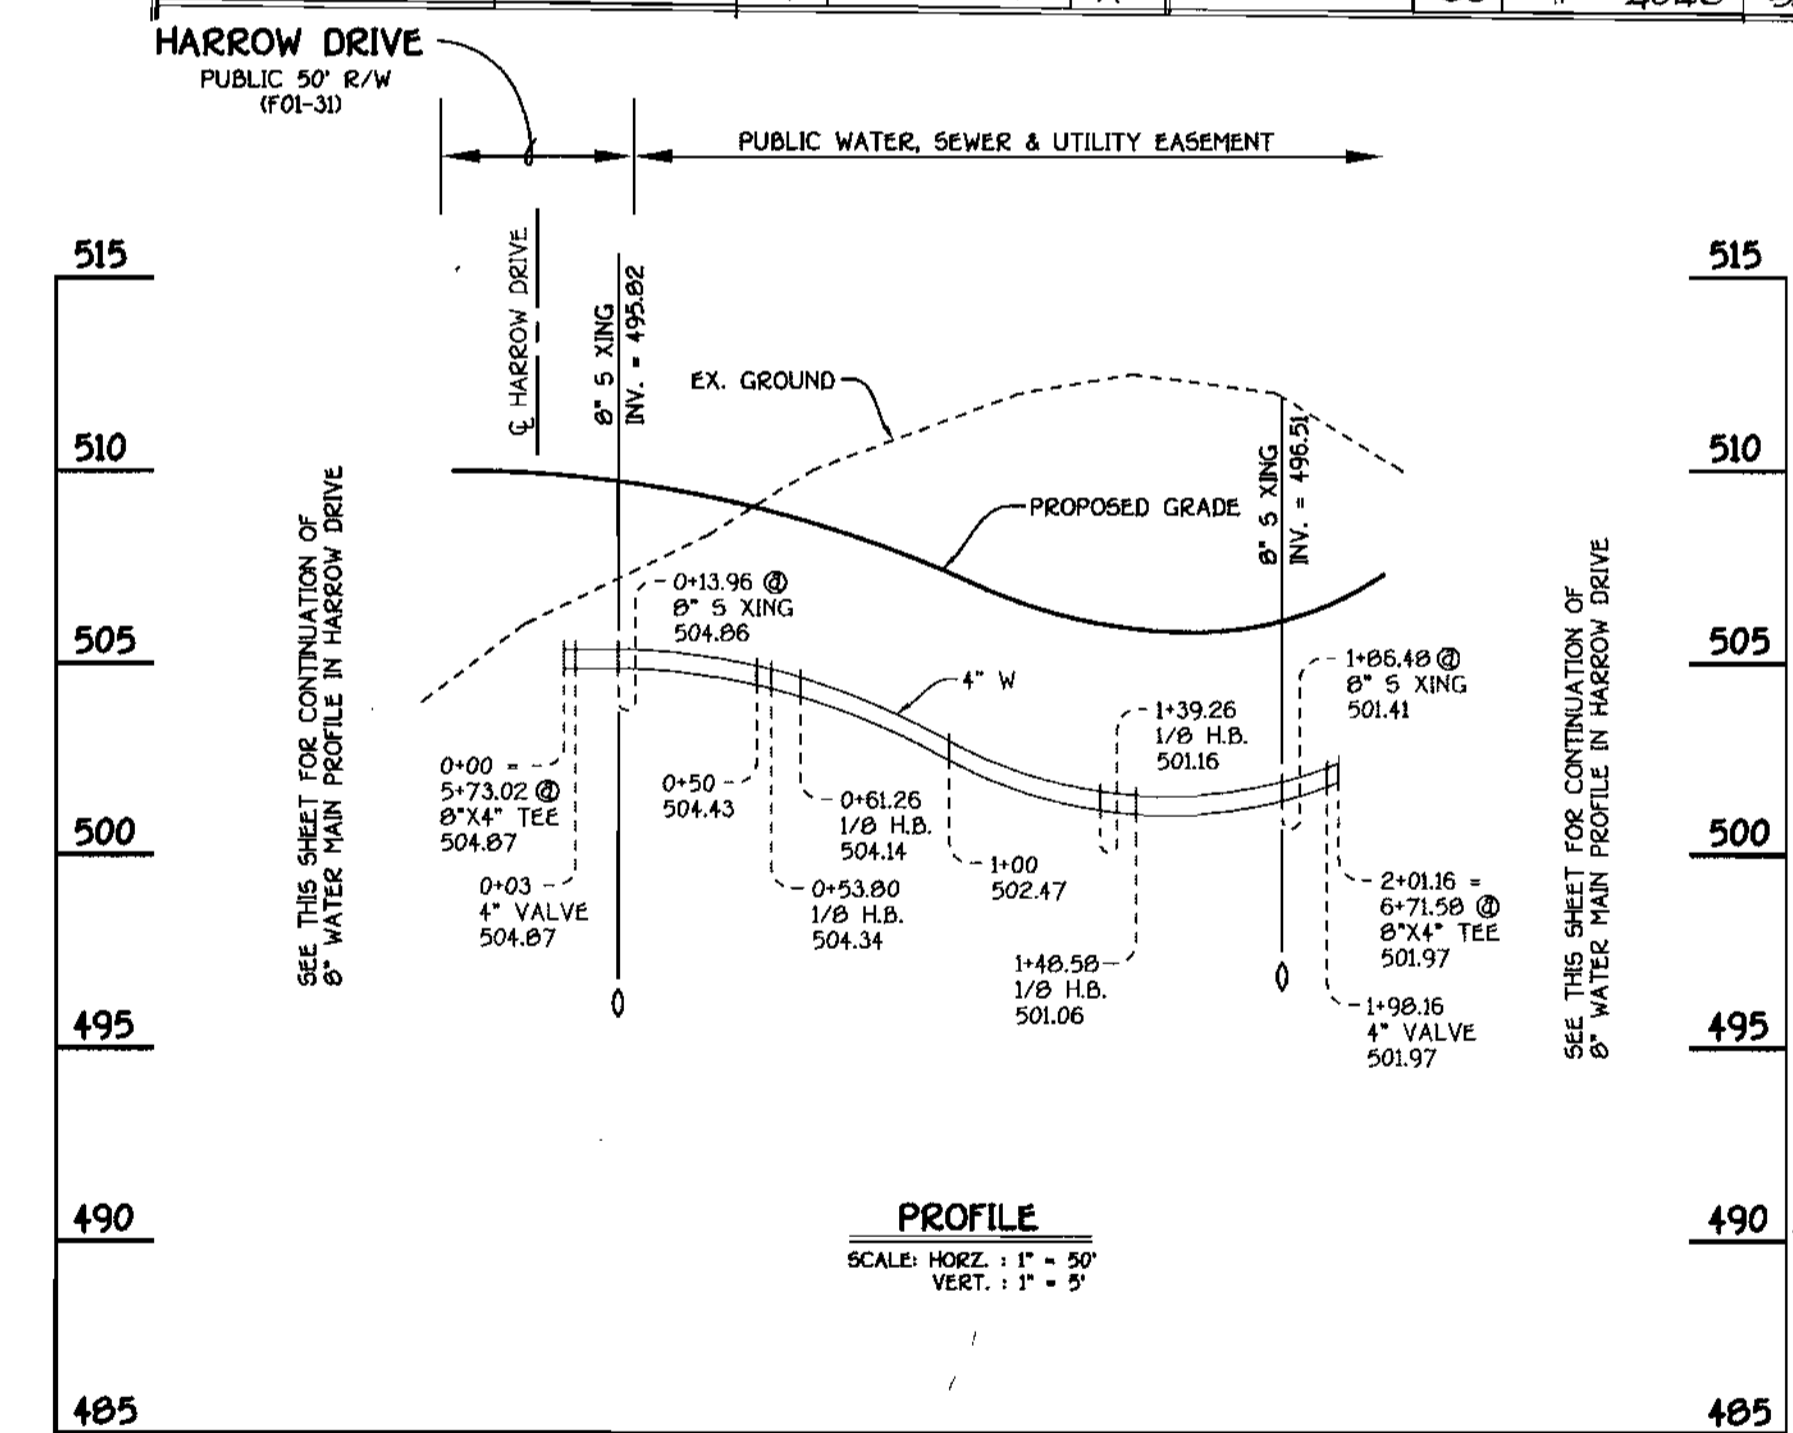 HARROW DRIVE
PUBLIC 50' R/W
(F01-31)
PUBLIC WATER, SEWER & UTILITY EASEMENT
515
515
℄ HARROW DRIVE
8" S XING
INV. = 495.82
EX. GROUND
510
510
PROPOSED GRADE
8" S XING
INV. = 496.51
SEE THIS SHEET FOR CONTINUATION OF
8" WATER MAIN PROFILE IN HARROW DRIVE
0+13.96 @
8" S XING
504.86
505
505
4" W
1+86.48 @
8" S XING
501.41
1+39.26
1/8 H.B.
501.16
SEE THIS SHEET FOR CONTINUATION OF
8" WATER MAIN PROFILE IN HARROW DRIVE
0+00 =
5+73.02 @
8"X4" TEE
504.87
0+50
504.43
0+61.26
1/8 H.B.
504.14
500
500
1+00
502.47
0+03
4" VALVE
504.87
0+53.80
1/8 H.B.
504.34
2+01.16 =
6+71.58 @
8"X4" TEE
501.97
1+48.58
1/8 H.B.
501.06
1+98.16
4" VALVE
501.97
495
495
490
490
PROFILE
SCALE: HORZ. : 1" = 50'
VERT. : 1" = 5'
485
485